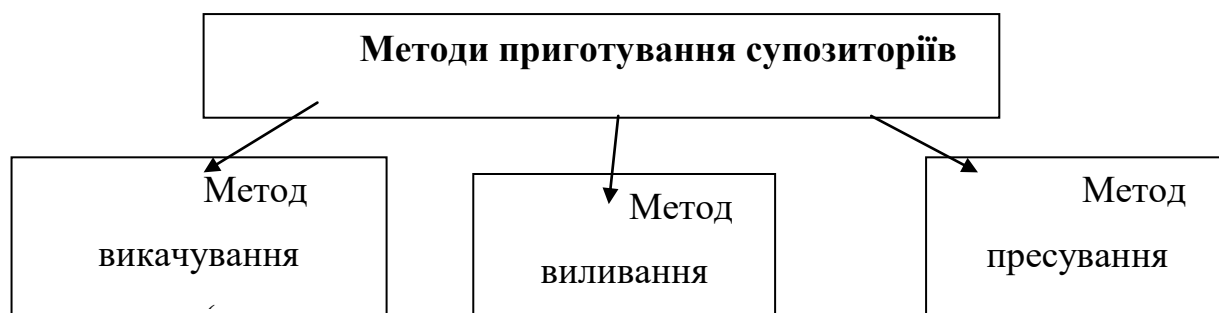 Методи приготування супозиторіїв
Метод
викачування
Метод
виливання
Метод
пресування